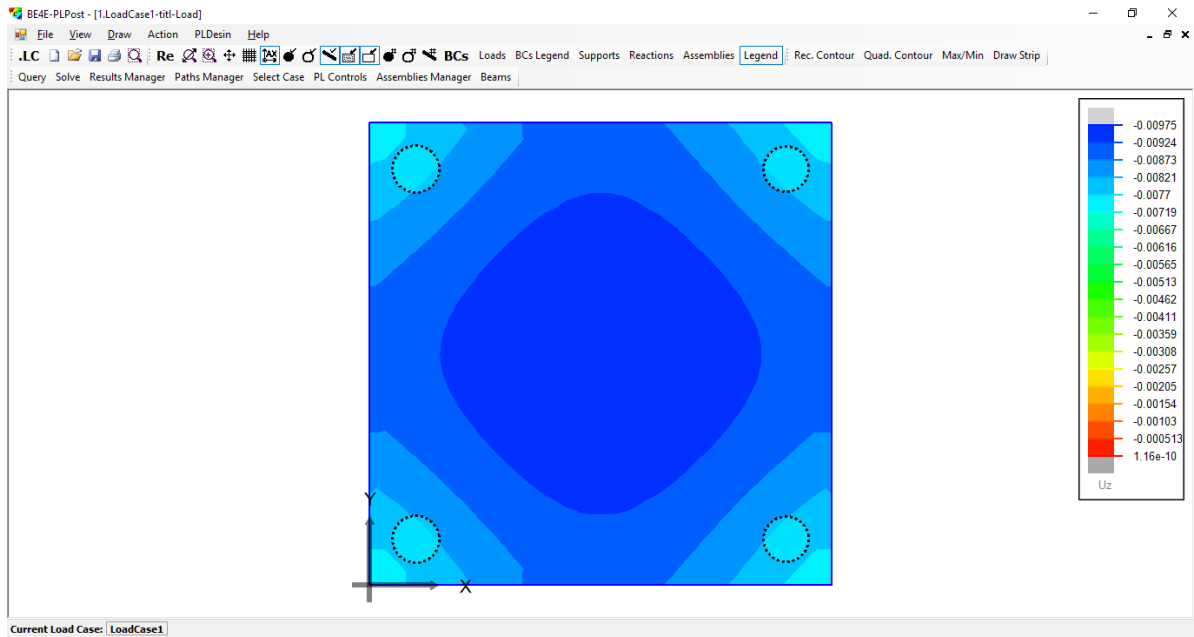 BE4E-PLPost - [1.LoadCase1-titl-Load]
File View Draw Action PLDesin Help
.LC Re BCs Loads BCs Legend Supports Reactions Assemblies Legend Rec. Contour Quad. Contour Max/Min Draw Strip
Query Solve Results Manager Paths Manager Select Case PL Controls Assemblies Manager Beams
-0.00975
-0.00924
-0.00873
-0.00821
-0.0077
-0.00719
-0.00667
-0.00616
-0.00565
-0.00513
-0.00462
-0.00411
-0.00359
-0.00308
-0.00257
-0.00205
-0.00154
-0.00103
-0.000513
1.16e-10
Uz
Y
X
Current Load Case: LoadCase1